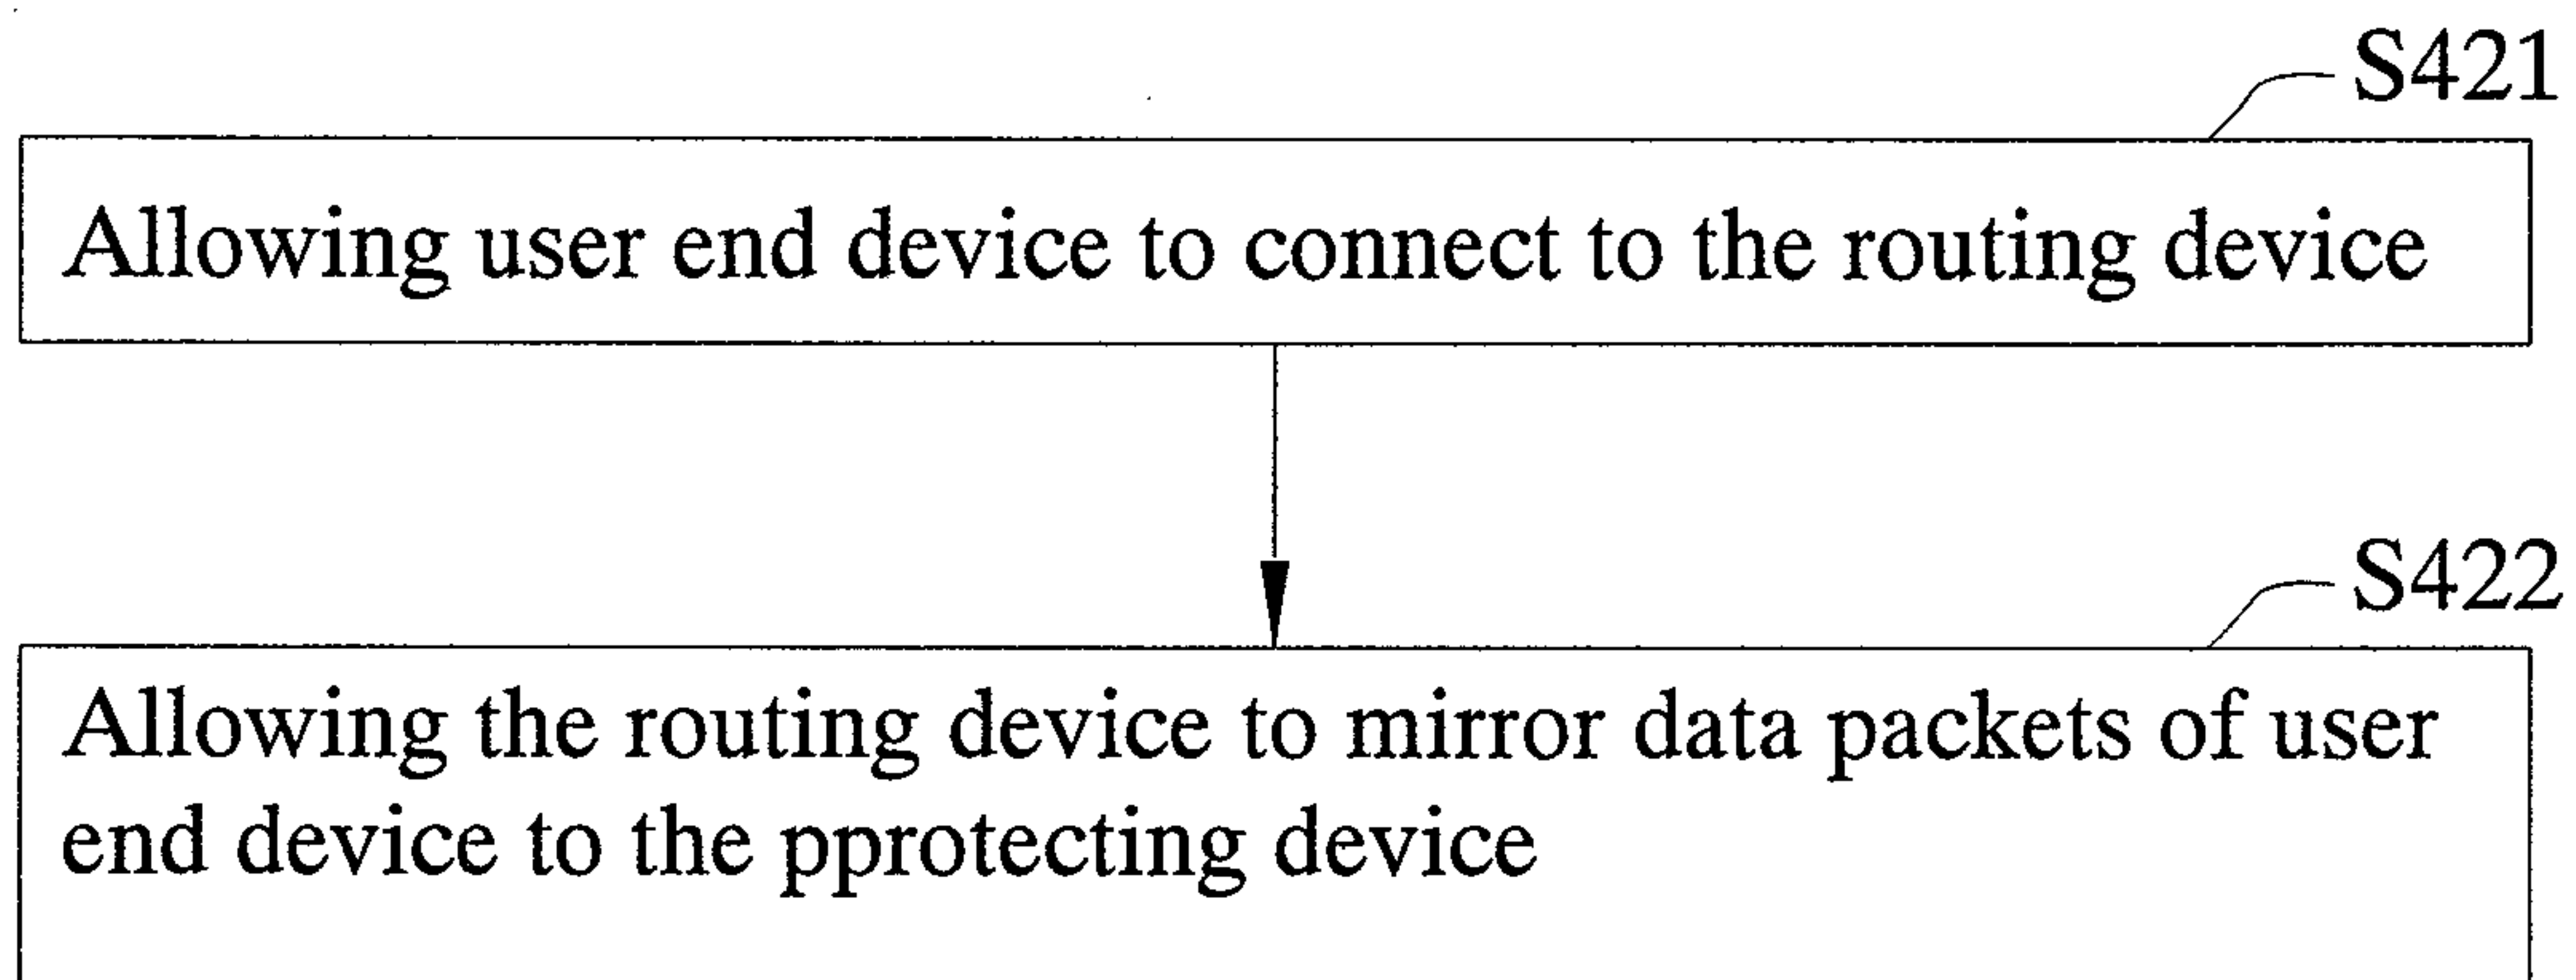 S421
Allowing user end device to connect to the routing device
S422
Allowing the routing device to mirror data packets of user
end device to the pprotecting device